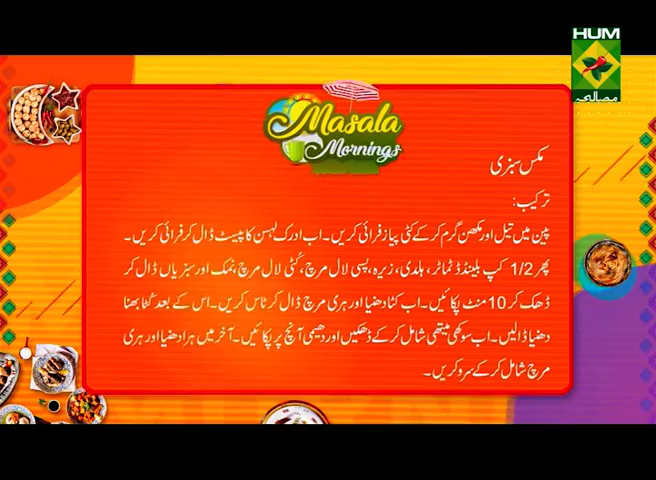 HUM
مصالحہ
Masala
Mornings
مکس سبزی
ترکیب:
پین میں تیل اور مکھن گرم کر کے کٹی پیاز فرائی کریں۔ اب ادرک لہسن کا پیسٹ ڈال کر فرائی کریں۔
پھر 1/2 کپ بلینڈڈ ٹماٹر، ہلدی، زیرہ، پسی لال مرچ، کُٹی لال مرچ، نمک اور سبزیاں ڈال کر
ڈھک کر 10 منٹ پکائیں۔ اب کٹا دھنیا اور ہری مرچ ڈال کر ٹاس کریں۔ اس کے بعد کُٹا بھنا
دھنیا ڈالیں۔ اب سوکھی میتھی شامل کر کے ڈھکیں اور دھیمی آنچ پر پکائیں۔ آخر میں ہرا دھنیا اور ہری
مرچ شامل کر کے سرو کریں۔